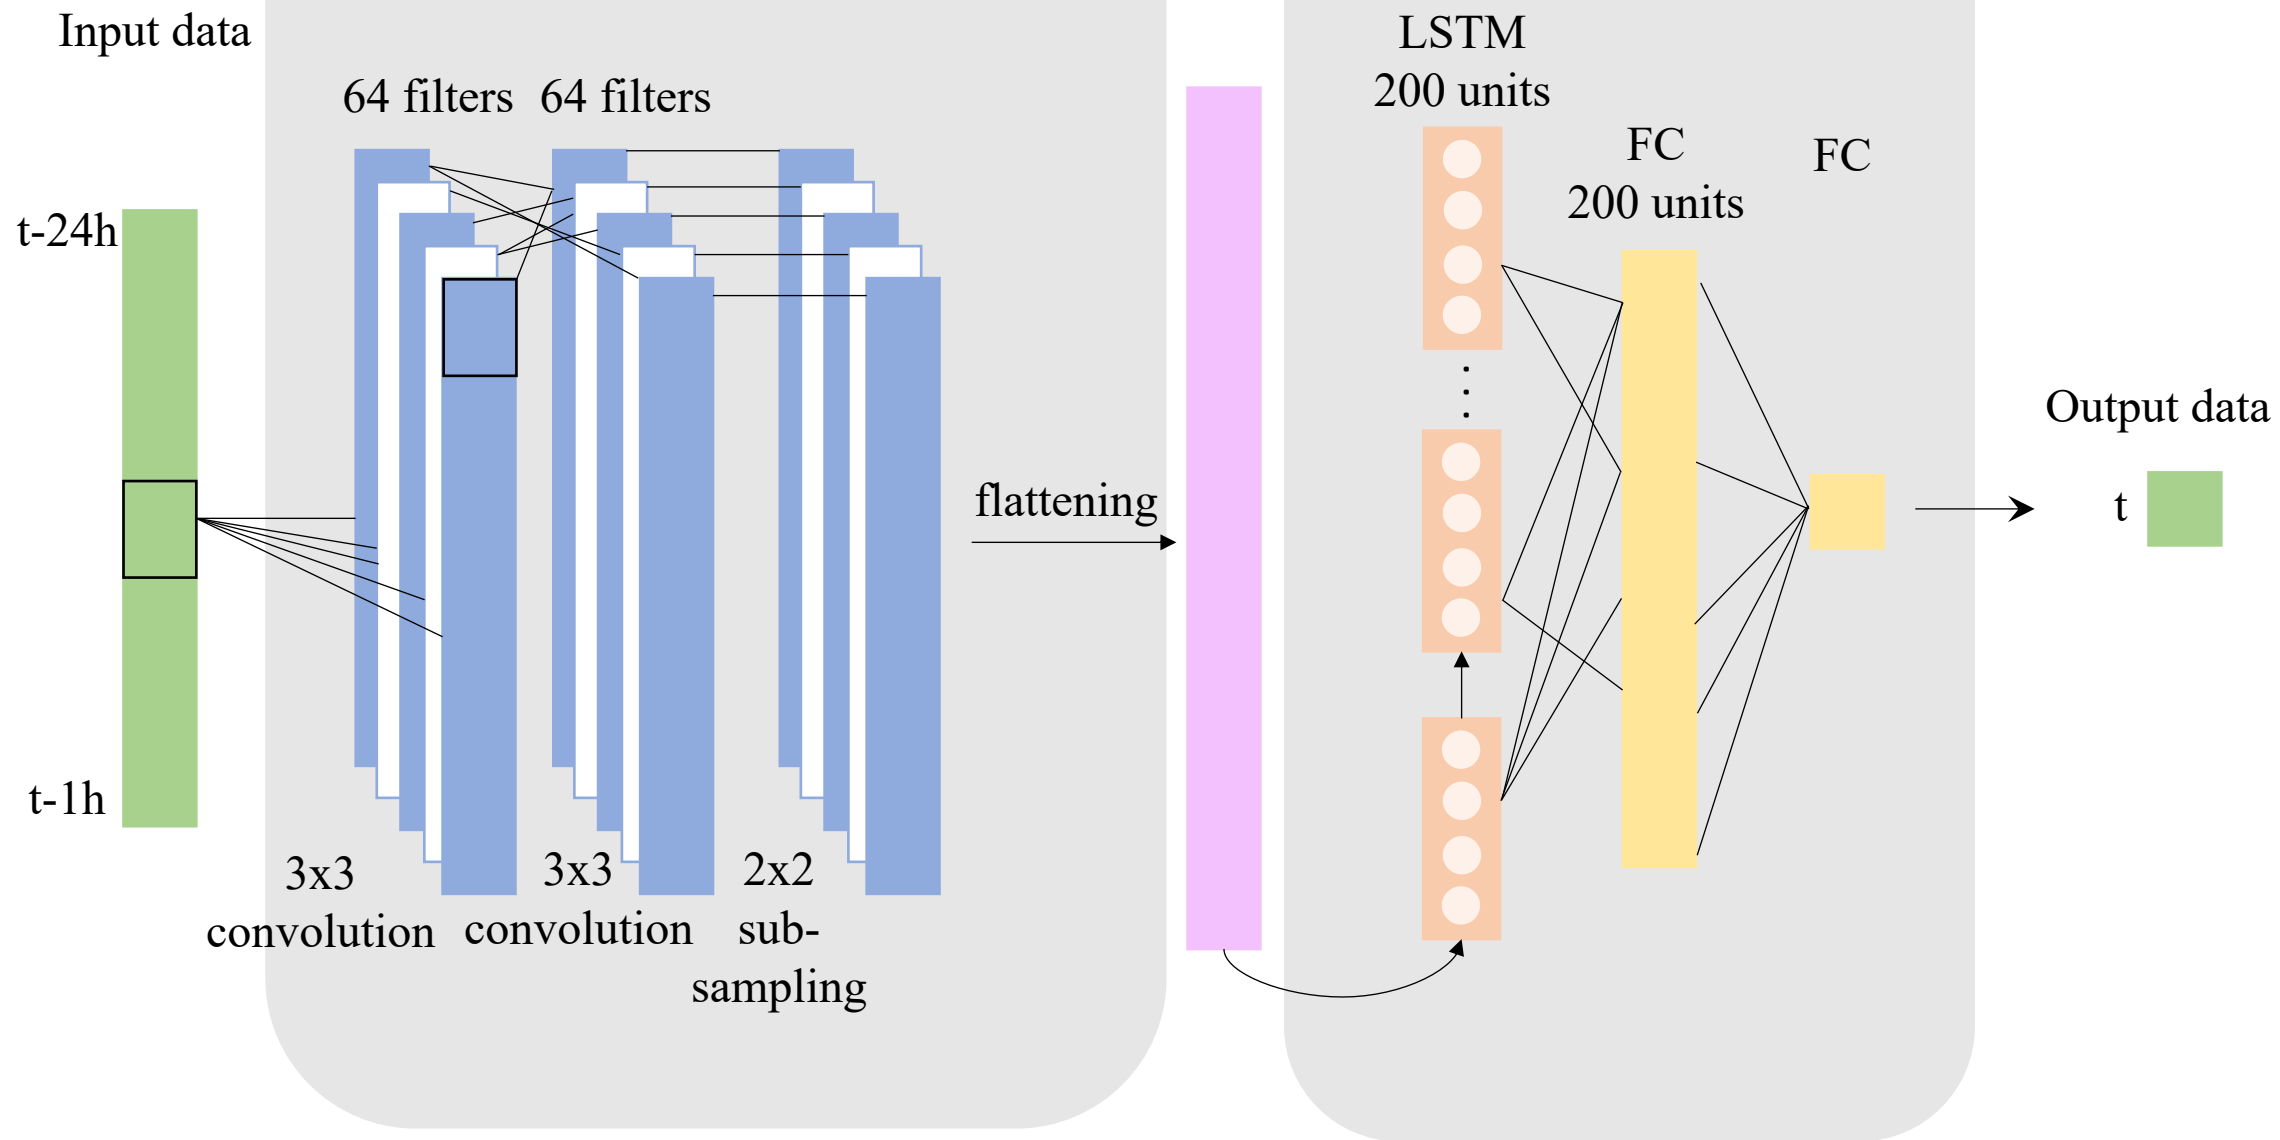 Input data
t-24h
t-1h
64 filters
64 filters
3x3
convolution
3x3
convolution
2x2
sub-
sampling
flattening
LSTM
200 units
FC
200 units
FC
Output data
t